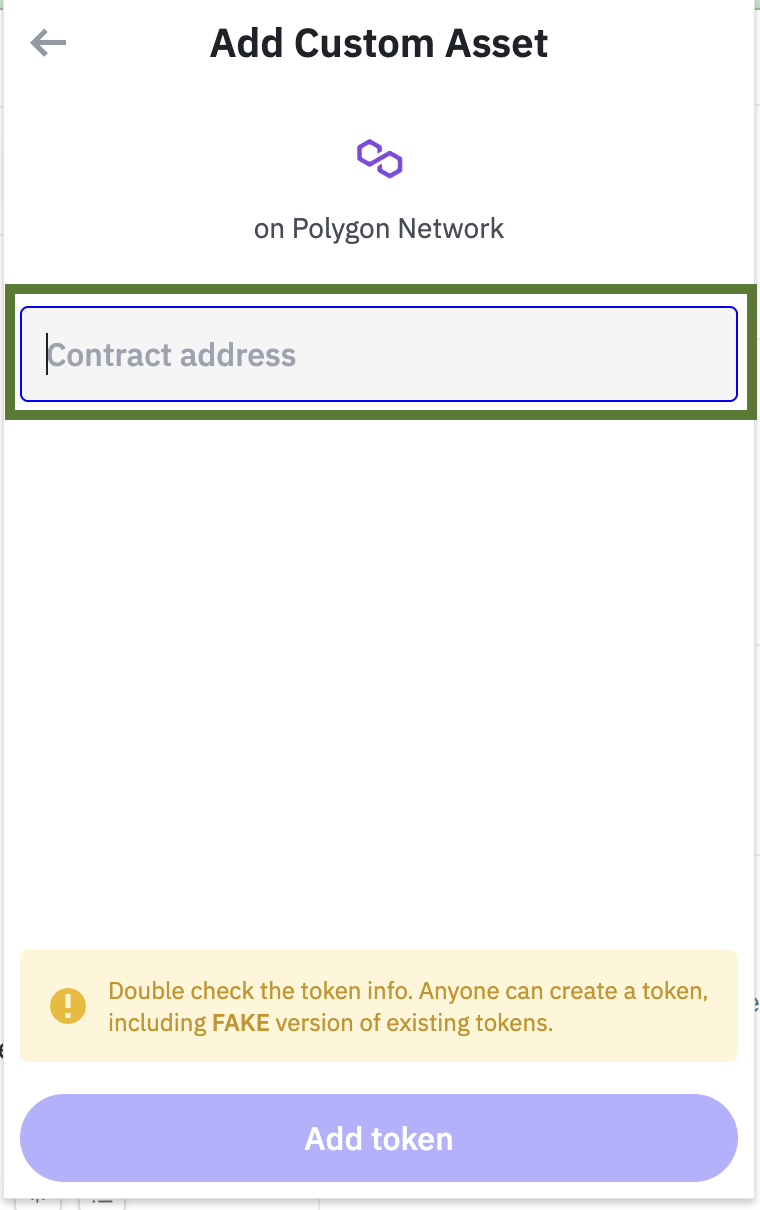 Add Custom Asset
on Polygon Network
Contract address
Double check the token info. Anyone can create a token,
including FAKE version of existing tokens.
Add token